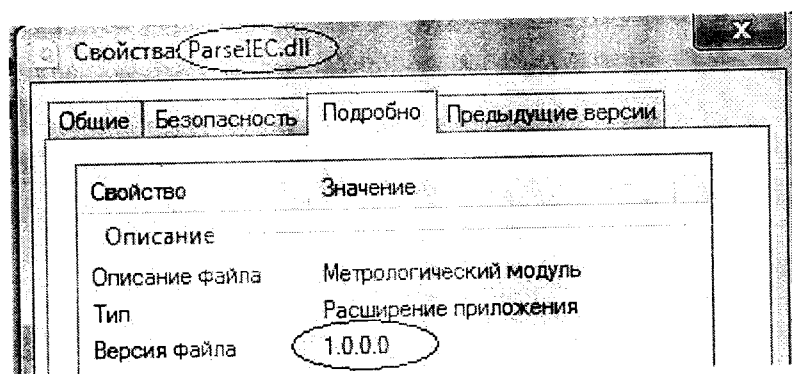 Свойства: ParseIEC.dll
Общие Безопасность Подробно Предыдущие версии
Свойство Значение
Описание
Описание файла Метрологический модуль
Тип Расширение приложения
Версия файла 1.0.0.0